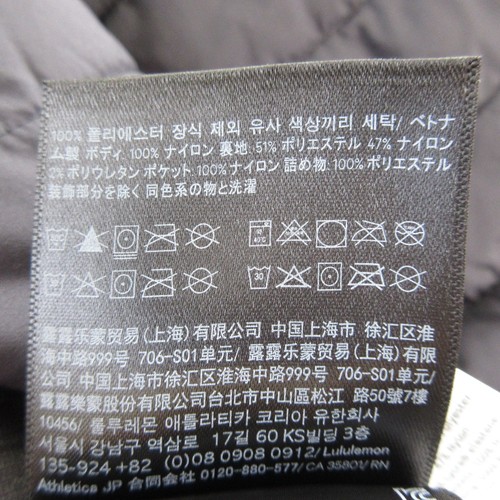 100% 폴리에스터 장식 제외 유사 색상끼리 세탁/ ベトナ
ム製 ボディ 100% ナイロン 裏地: 51% ポリエステル 47% ナイロン
2% ポリウレタン ポケット: 100% ナイロン 詰め物: 100% ポリエステル
装飾部分を除く 同色系の物と洗濯
40°C
30
30
露露乐蒙贸易(上海)有限公司 中国上海市 徐汇区淮
海中路999号 706-S01单元/ 露露乐蒙贸易(上海)有限
公司 中国上海市徐汇区淮海中路999号 706-S01单元/
露露樂蒙股份有限公司台北市中山區松江 路50號7樓
10456/ 룰루레몬 애틀라티카 코리아 유한회사
서울시 강남구 역삼로 17길 60 KS빌딩 3층
135-924 +82 (0)08 0908 0912/ Lululemon
Athletica JP 合同会社 0120-880-577/ CA 35801/ RN